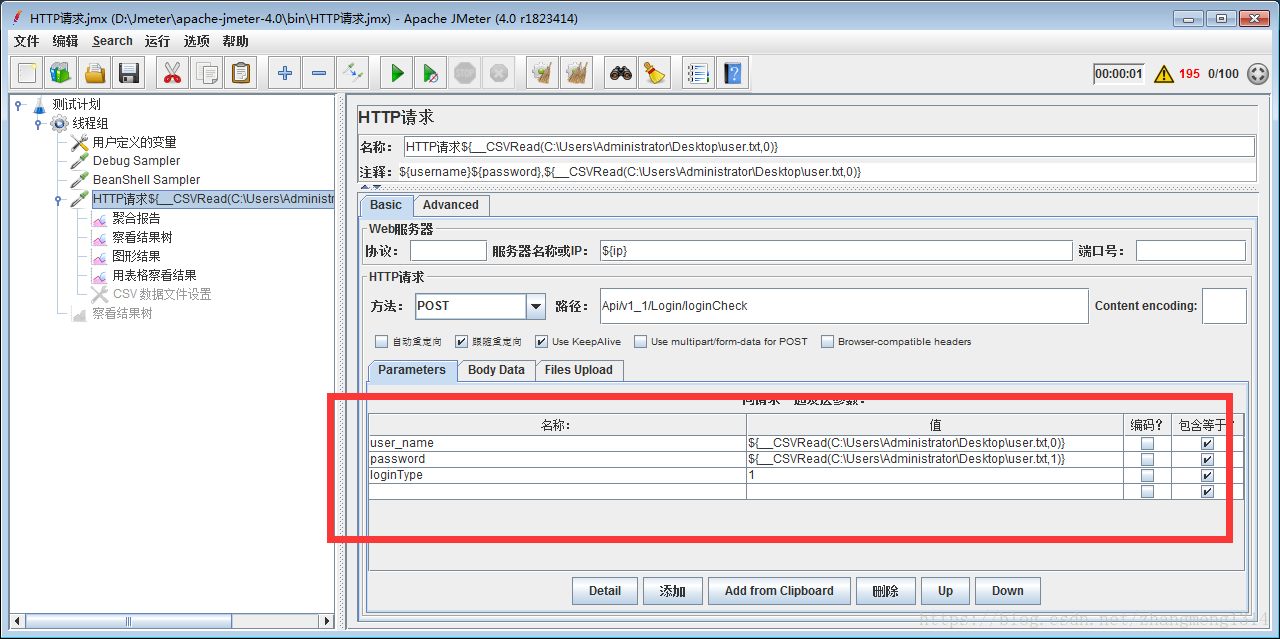 HTTP请求.jmx (D:\Jmeter\apache-jmeter-4.0\bin\HTTP请求.jmx) - Apache JMeter (4.0 r1823414)
文件 编辑 Search 运行 选项 帮助
00:00:01 195 0/100
测试计划
线程组
用户定义的变量
Debug Sampler
BeanShell Sampler
HTTP请求${__CSVRead(C:\Users\Administr
聚合报告
察看结果树
图形结果
用表格察看结果
CSV 数据文件设置
察看结果树
HTTP请求
名称: HTTP请求${__CSVRead(C:\Users\Administrator\Desktop\user.txt,0)}
注释: ${username}${password},${__CSVRead(C:\Users\Administrator\Desktop\user.txt,0)}
Basic Advanced
Web服务器
协议: 服务器名称或IP: ${ip} 端口号:
HTTP请求
方法: POST 路径: Api/v1_1/Login/loginCheck Content encoding:
自动重定向 跟随重定向 Use KeepAlive Use multipart/form-data for POST Browser-compatible headers
Parameters Body Data Files Upload
同请求一起发送参数:
名称: 值 编码? 包含等于?
user_name ${__CSVRead(C:\Users\Administrator\Desktop\user.txt,0)}
password ${__CSVRead(C:\Users\Administrator\Desktop\user.txt,1)}
loginType 1
Detail 添加 Add from Clipboard 删除 Up Down
https://blog.csdn.net/zhangmeng1314